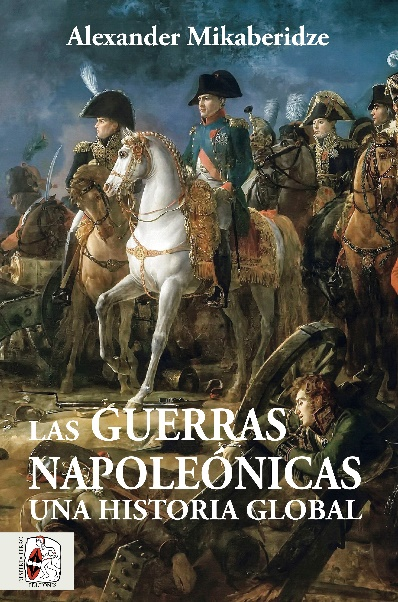 Alexander Mikaberidze
LAS GUERRAS
NAPOLEÓNICAS
UNA HISTORIA GLOBAL